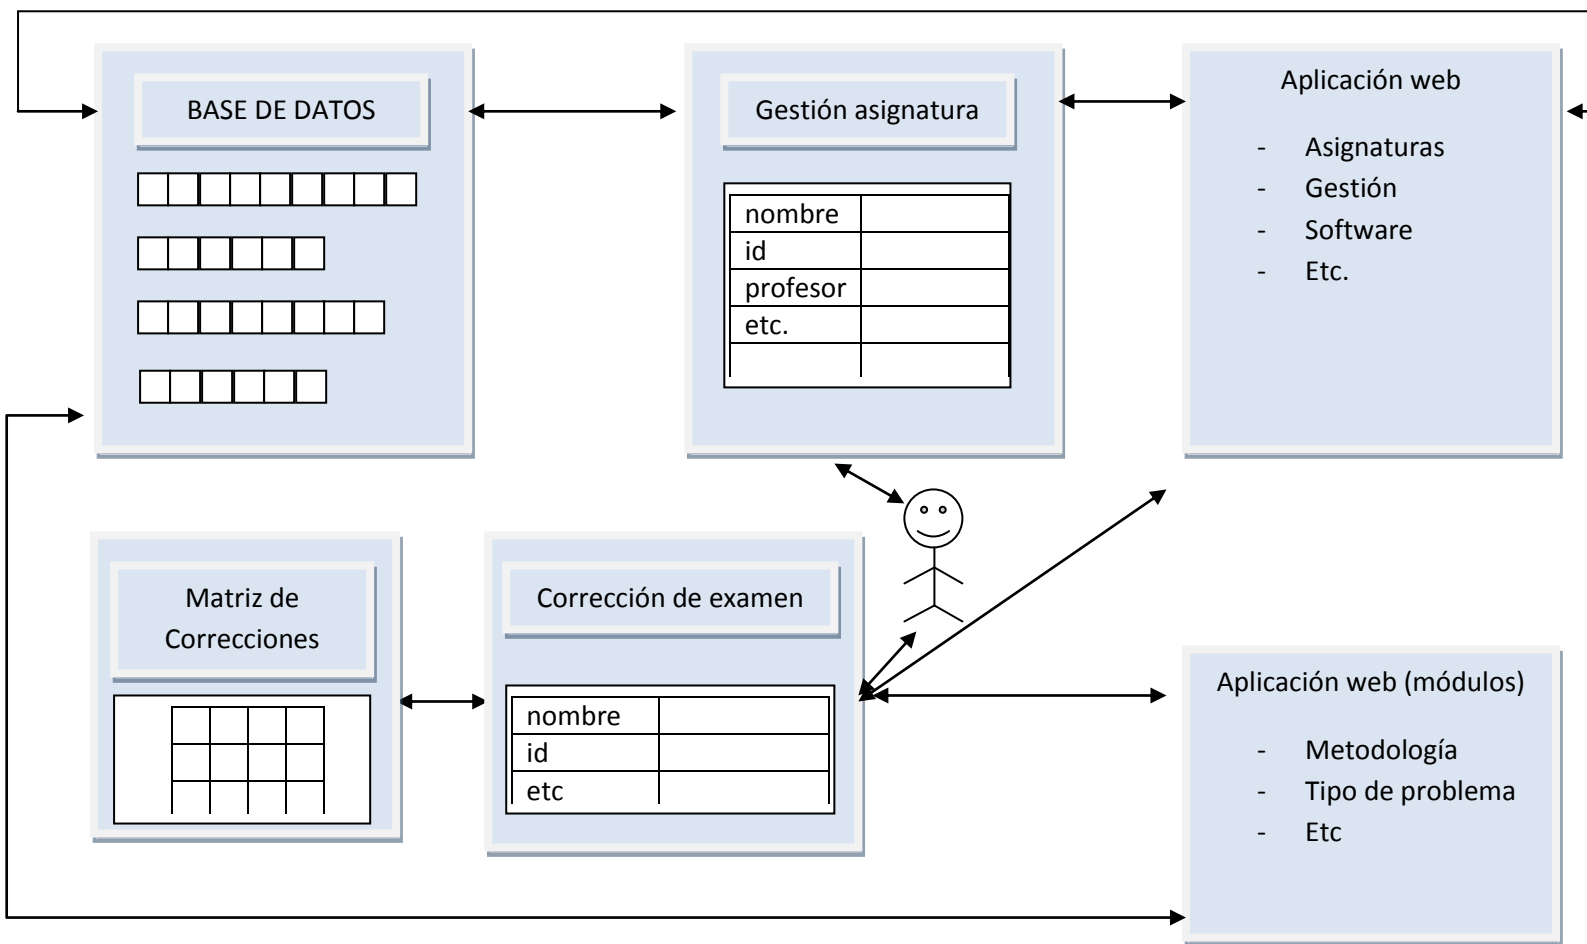 BASE DE DATOS
Gestión asignatura
nombre
id
profesor
etc.
Aplicación web
- Asignaturas
- Gestión
- Software
- Etc.
Matriz de
Correcciones
Corrección de examen
nombre
id
etc
Aplicación web (módulos)
- Metodología
- Tipo de problema
- Etc